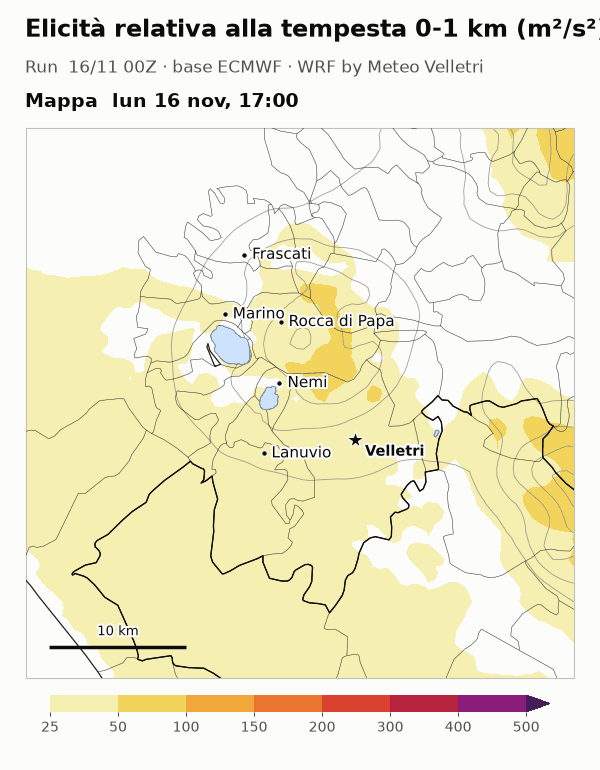 Elicità relativa alla tempesta 0-1 km (m²/s²)
Run  16/11 00Z · base ECMWF · WRF by Meteo Velletri
Mappa  lun 16 nov, 17:00
Frascati
Marino
Rocca di Papa
Nemi
Lanuvio
Velletri
10 km
25 50 100 150 200 300 400 500